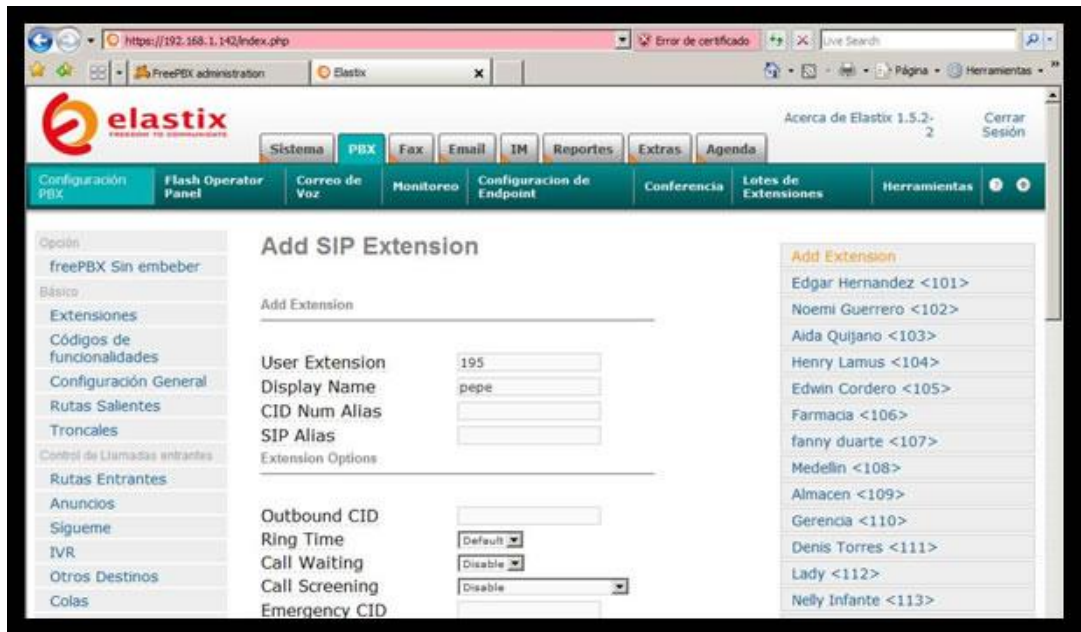 https://192.168.1.142/index.php
Error de certificado
Live Search
FreePBX administration
Elastix
Página
Herramientas
elastix
FREEDOM TO COMMUNICATE
Acerca de Elastix 1.5.2-
2
Cerrar
Sesión
Sistema PBX Fax Email IM Reportes Extras Agenda
Configuración
PBX
Flash Operator
Panel
Correo de
Voz
Monitoreo
Configuracion de
Endpoint
Conferencia
Lotes de
Extensiones
Herramientas
Opción
freePBX Sin embeber
Básico
Extensiones
Códigos de
funcionalidades
Configuración General
Rutas Salientes
Troncales
Control de Llamadas entrantes
Rutas Entrantes
Anuncios
Sígueme
IVR
Otros Destinos
Colas
Add SIP Extension
Add Extension
User Extension 195
Display Name pepe
CID Num Alias
SIP Alias
Extension Options
Outbound CID
Ring Time Default
Call Waiting Disable
Call Screening Disable
Emergency CID
Add Extension
Edgar Hernandez <101>
Noemi Guerrero <102>
Aida Quijano <103>
Henry Lamus <104>
Edwin Cordero <105>
Farmacia <106>
fanny duarte <107>
Medellin <108>
Almacen <109>
Gerencia <110>
Denis Torres <111>
Lady <112>
Nelly Infante <113>